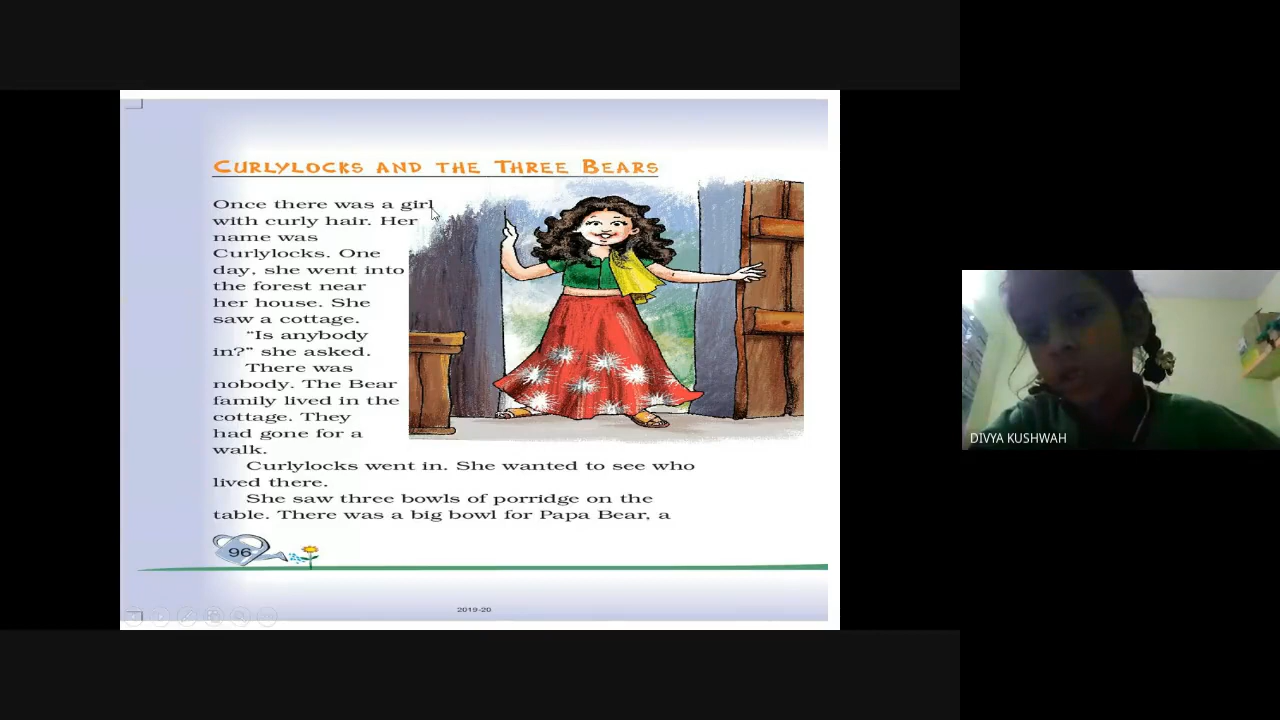 CURLYLOCKS AND THE THREE BEARS
Once there was a girl
with curly hair. Her
name was
Curlylocks. One
day, she went into
the forest near
her house. She
saw a cottage.
"Is anybody
in?" she asked.
There was
nobody. The Bear
family lived in the
cottage. They
had gone for a
walk.
Curlylocks went in. She wanted to see who
lived there.
She saw three bowls of porridge on the
table. There was a big bowl for Papa Bear, a
96
2019-20
DIVYA KUSHWAH